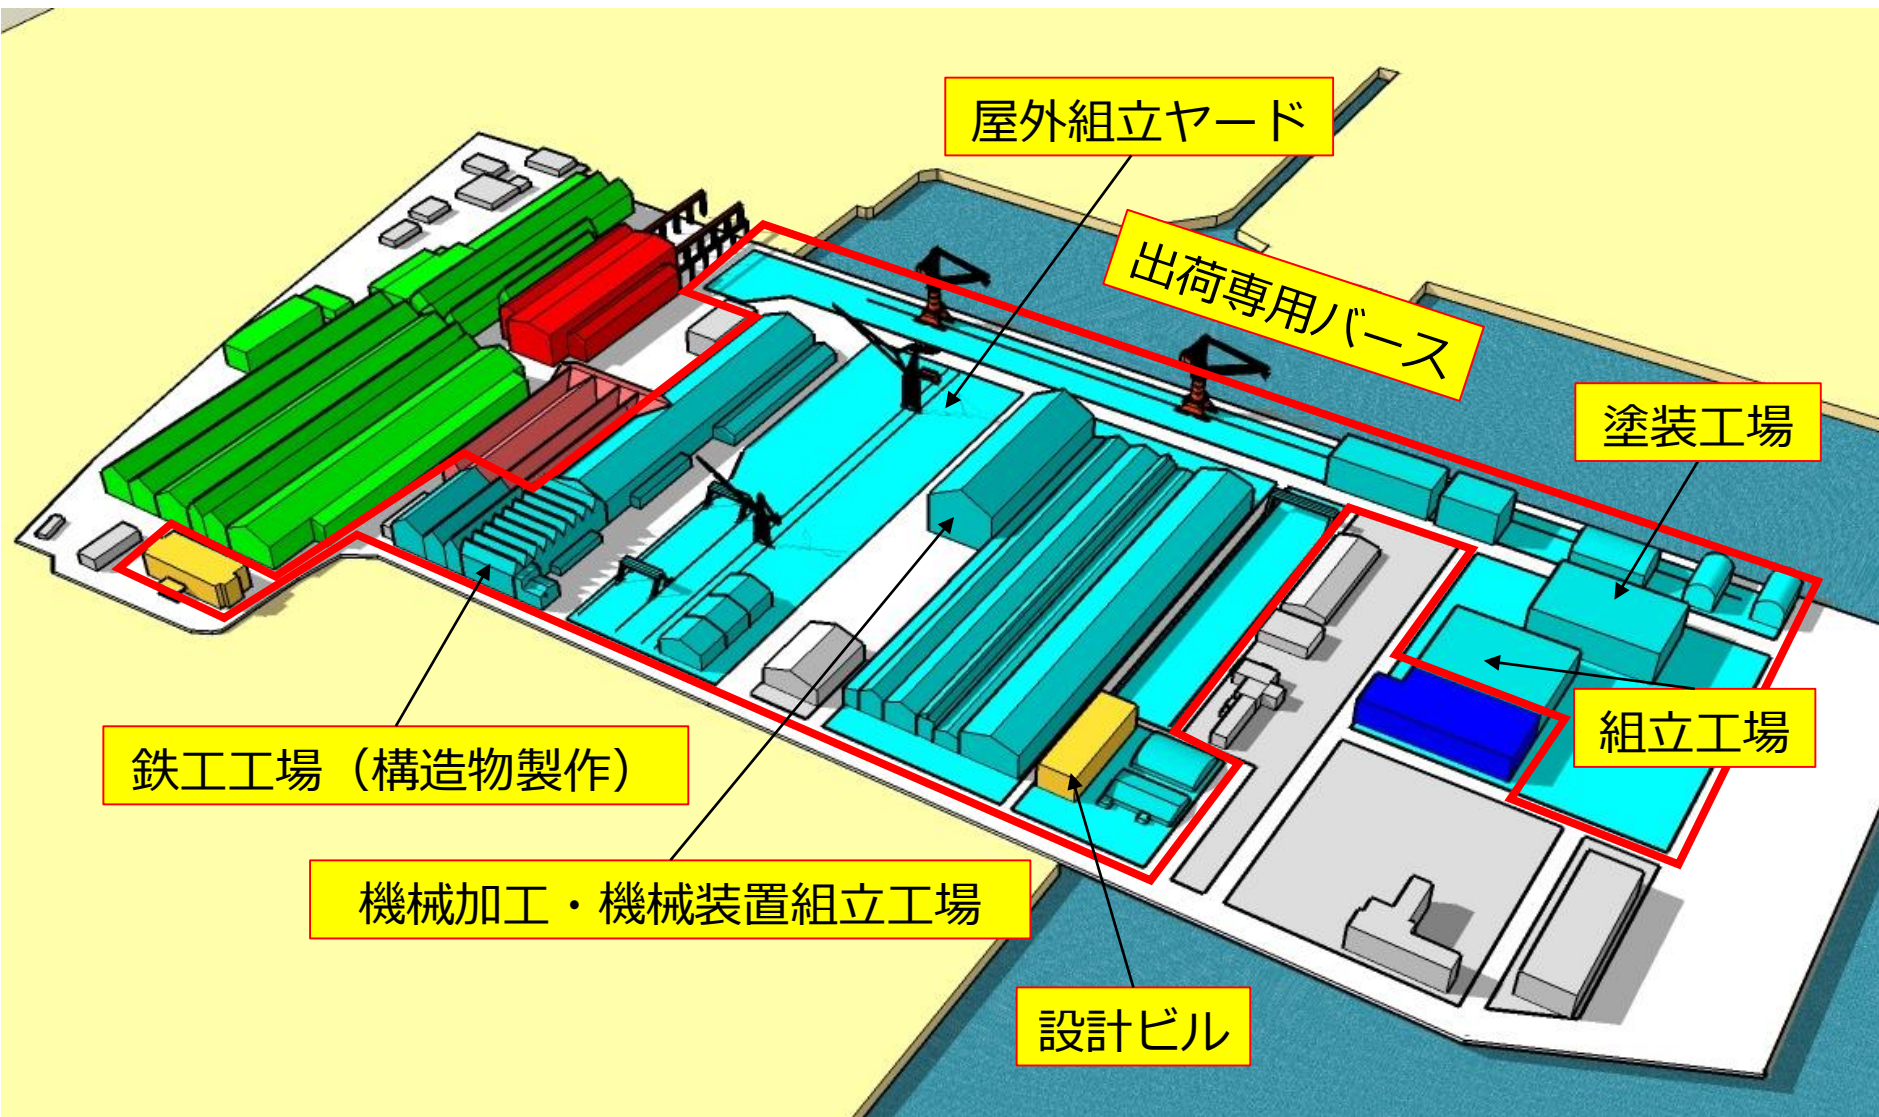 屋外組立ヤード
出荷専用バース
塗装工場
組立工場
鉄工工場（構造物製作）
機械加工・機械装置組立工場
設計ビル